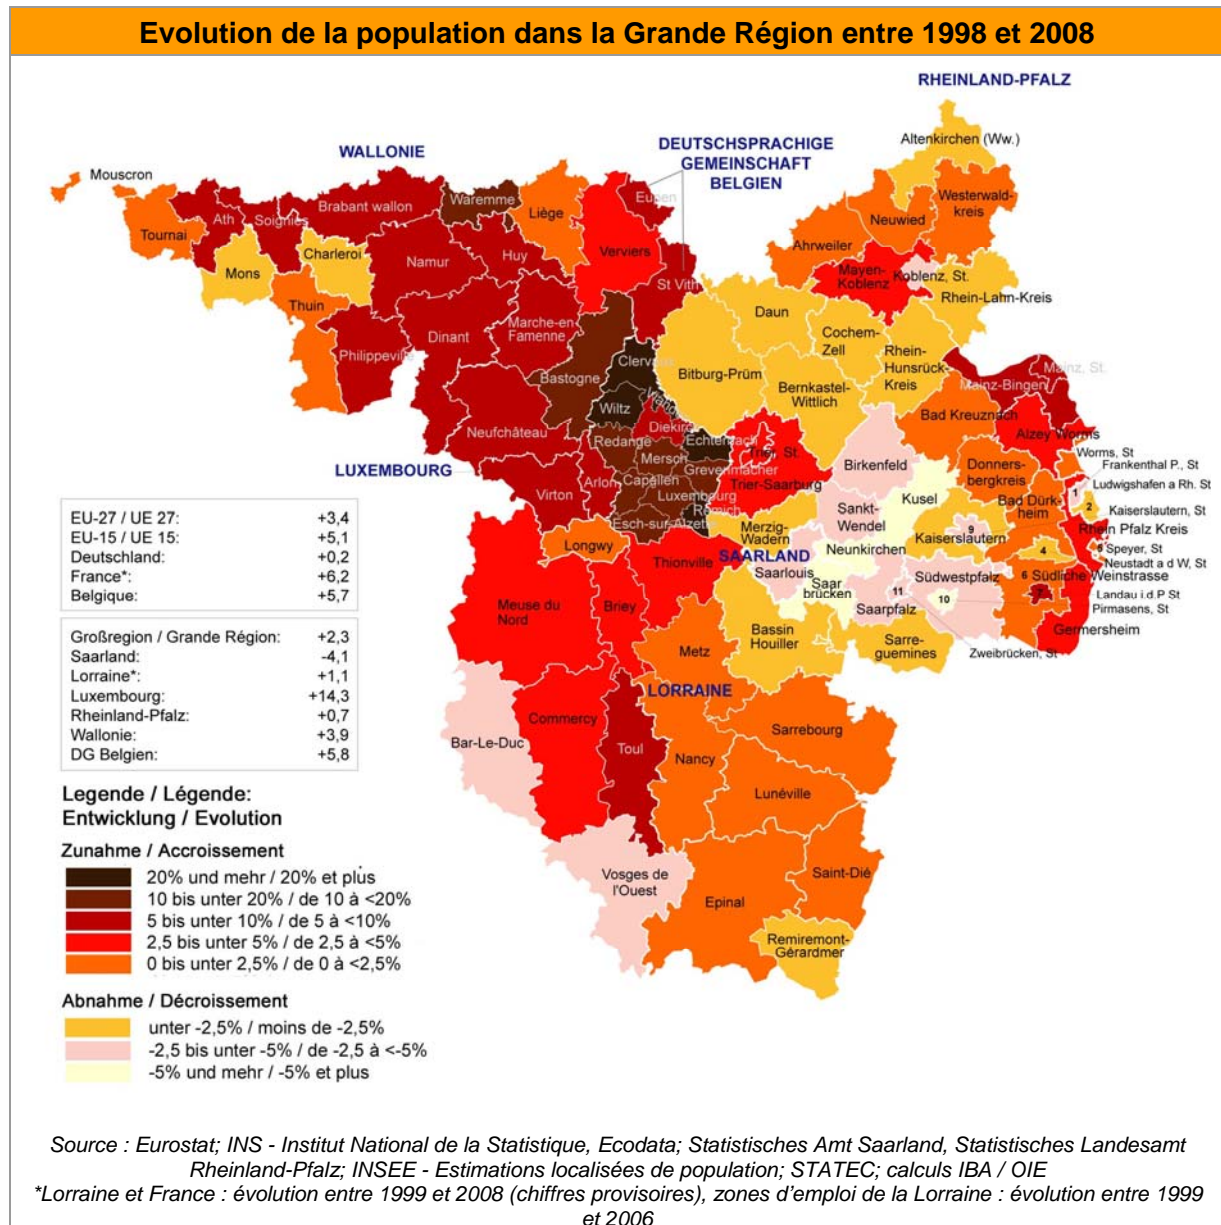 Evolution de la population dans la Grande Région entre 1998 et 2008
RHEINLAND-PFALZ
WALLONIE
DEUTSCHSPRACHIGE
GEMEINSCHAFT
BELGIEN
Altenkirchen (Ww.)
Mouscron
Eupen
Waremme
Brabant wallon
Liège
Westerwald-
kreis
Ath
Soignies
Neuwied
Tournai
Charleroi
Verviers
Ahrweiler
Mons
Namur
Huy
Mayen-
Koblenz
Koblenz, St.
St Vith
Rhein-Lahn-Kreis
Thuin
Daun
Marche-en-
Famenne
Dinant
Cochem-
Zell
Philippeville
Clervaux
Rhein-
Hunsrück-
Kreis
Mainz, St.
Bitburg-Prüm
Bastogne
Mainz-Bingen
Bernkastel-
Wittlich
Wiltz
Bad Kreuznach
Diekirch
Neufchâteau
Redange
Echternach
Alzey Worms
Trier, St.
Worms, St
Mersch
Grevenmacher
Birkenfeld
Donners-
bergkreis
Frankenthal P., St
LUXEMBOURG
Arlon
Capellen
Trier-Saarburg
Ludwigshafen a Rh. St
Virton
Luxembourg
Kusel
Bad Dürk-
heim
1
2
Remich
Sankt-
Wendel
Kaiserslautern, St
Esch-sur-Alzette
Merzig-
Wadern
9
Rhein Pfalz Kreis
Kaiserslautern
Longwy
SAARLAND
Neunkirchen
4
5
Speyer, St
Thionville
Saarlouis
Neustadt a d W, St
Saar
brücken
Südwestpfalz
6
Südliche Weinstrasse
11
10
7
Landau i.d.P St
Meuse du
Nord
Briey
Saarpfalz
Pirmasens, St
Bassin
Houiller
Germersheim
Metz
Sarre-
guemines
Zweibrücken, St
LORRAINE
Commercy
Sarrebourg
Bar-Le-Duc
Toul
Nancy
Lunéville
Vosges de
l'Ouest
Saint-Dié
Epinal
Remiremont-
Gérardmer
EU-27 / UE 27: +3,4
EU-15 / UE 15: +5,1
Deutschland: +0,2
France*: +6,2
Belgique: +5,7
Großregion / Grande Région: +2,3
Saarland: -4,1
Lorraine*: +1,1
Luxembourg: +14,3
Rheinland-Pfalz: +0,7
Wallonie: +3,9
DG Belgien: +5,8
Legende / Légende:
Entwicklung / Evolution
Zunahme / Accroissement
20% und mehr / 20% et plus
10 bis unter 20% / de 10 à <20%
5 bis unter 10% / de 5 à <10%
2,5 bis unter 5% / de 2,5 à <5%
0 bis unter 2,5% / de 0 à <2,5%
Abnahme / Décroissement
unter -2,5% / moins de -2,5%
-2,5 bis unter -5% / de -2,5 à <-5%
-5% und mehr / -5% et plus
Source : Eurostat; INS - Institut National de la Statistique, Ecodata; Statistisches Amt Saarland, Statistisches Landesamt
Rheinland-Pfalz; INSEE - Estimations localisées de population; STATEC; calculs IBA / OIE
*Lorraine et France : évolution entre 1999 et 2008 (chiffres provisoires), zones d'emploi de la Lorraine : évolution entre 1999
et 2006